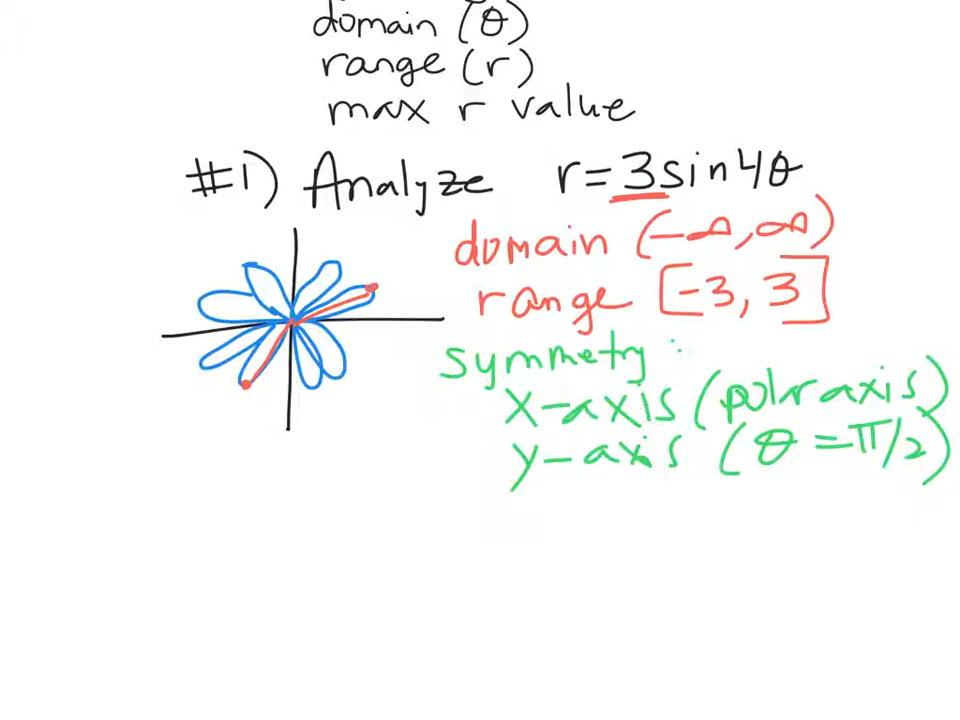 domain (θ)
range (r)
max r value
#1) Analyze r=3sin4θ
domain (-∞,∞)
range [-3, 3]
symmetry:
x-axis (polar axis)
y-axis (θ=π/2)